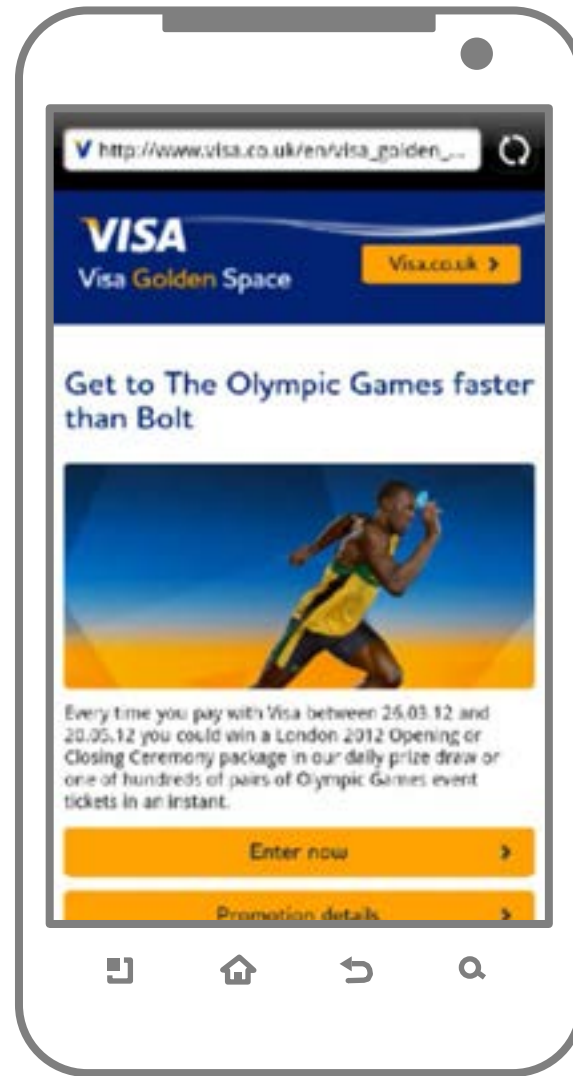 V http://www.visa.co.uk/en/visa_golden_...
VISA
Visa Golden Space
Visa.co.uk >
Get to The Olympic Games faster
than Bolt
Every time you pay with Visa between 26.03.12 and
20.05.12 you could win a London 2012 Opening or
Closing Ceremony package in our daily prize draw or
one of hundreds of pairs of Olympic Games event
tickets in an instant.
Enter now >
Promotion details >